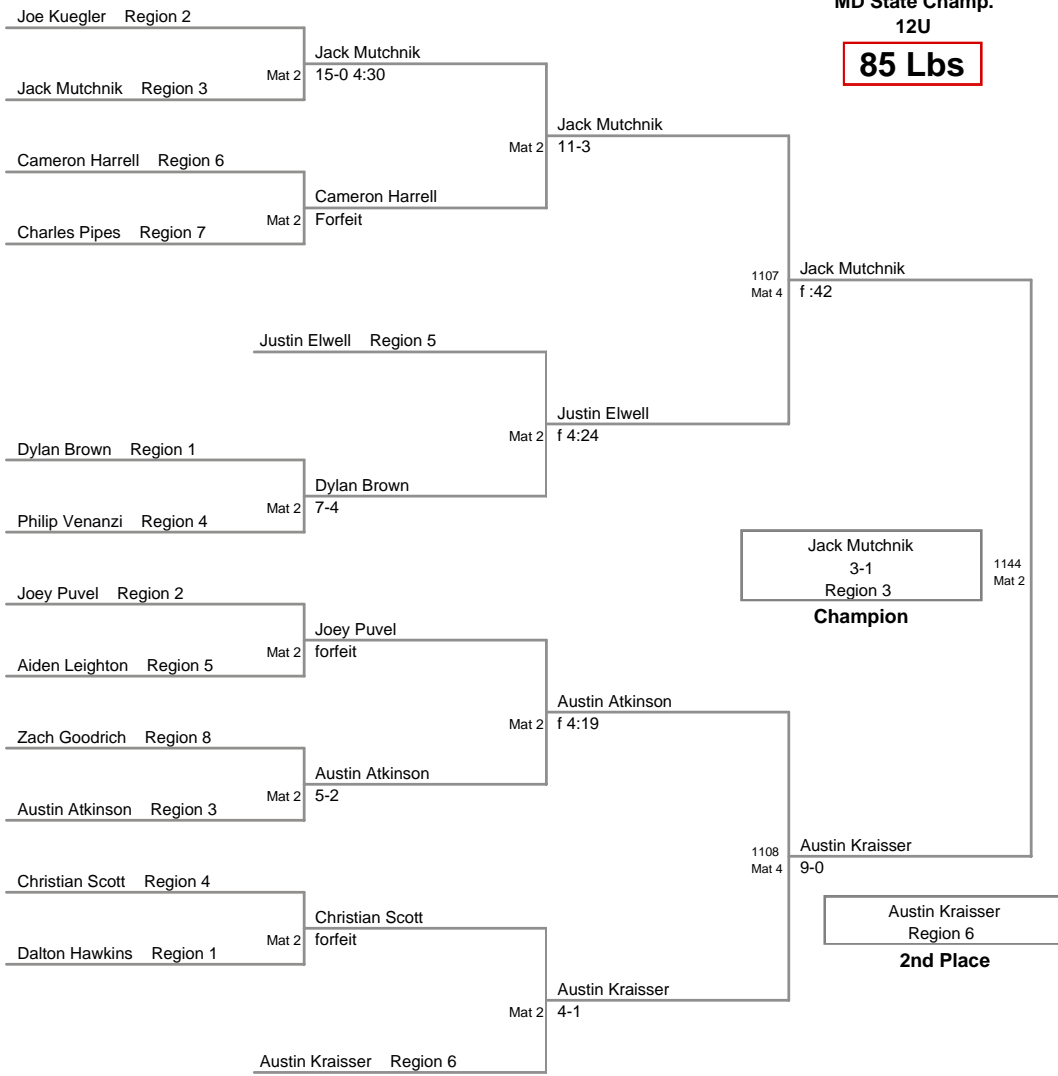 MD State Champ.
12U
85 Lbs
Joe Kuegler Region 2
Jack Mutchnik
Mat 2 15-0 4:30
Jack Mutchnik Region 3
Jack Mutchnik
Mat 2 11-3
Cameron Harrell Region 6
Cameron Harrell
Mat 2 Forfeit
Charles Pipes Region 7
1107 Jack Mutchnik
Mat 4 f :42
Justin Elwell Region 5
Justin Elwell
Mat 2 f 4:24
Dylan Brown Region 1
Dylan Brown
Mat 2 7-4
Philip Venanzi Region 4
Jack Mutchnik
3-1
Region 3
1144
Mat 2
Champion
Joey Puvel Region 2
Joey Puvel
Mat 2 forfeit
Aiden Leighton Region 5
Austin Atkinson
Mat 2 f 4:19
Zach Goodrich Region 8
Austin Atkinson
Mat 2 5-2
Austin Atkinson Region 3
1108 Austin Kraisser
Mat 4 9-0
Christian Scott Region 4
Christian Scott
Mat 2 forfeit
Dalton Hawkins Region 1
Austin Kraisser
Region 6
2nd Place
Austin Kraisser
Mat 2 4-1
Austin Kraisser Region 6